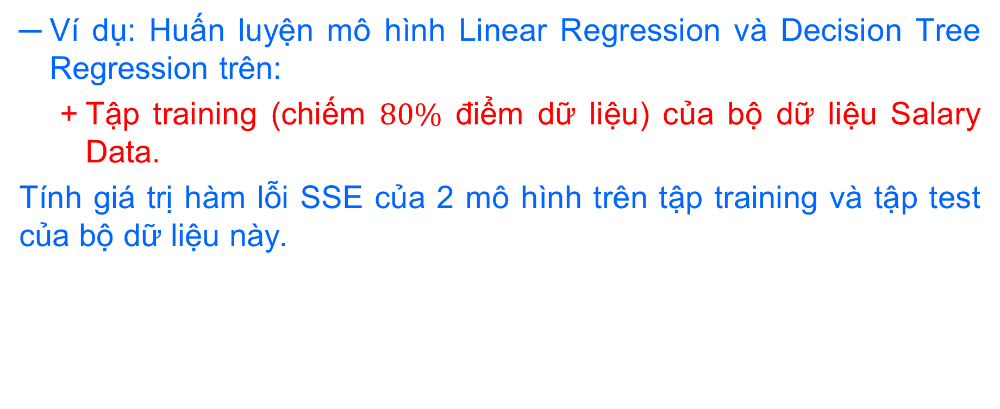 – Ví dụ: Huấn luyện mô hình Linear Regression và Decision Tree
Regression trên:
+ Tập training (chiếm 80% điểm dữ liệu) của bộ dữ liệu Salary
Data.
Tính giá trị hàm lỗi SSE của 2 mô hình trên tập training và tập test
của bộ dữ liệu này.